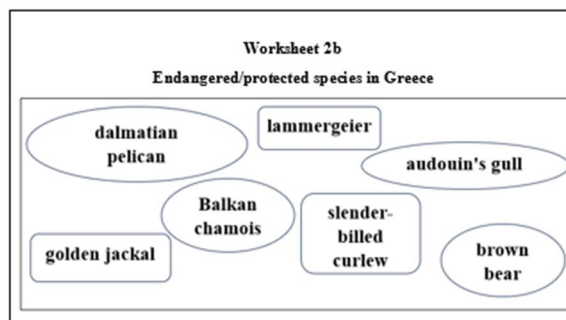 Worksheet 2b
Endangered/protected species in Greece
dalmatian
pelican
lammergeier
audouin's gull
Balkan
chamois
slender-
billed
curlew
golden jackal
brown
bear